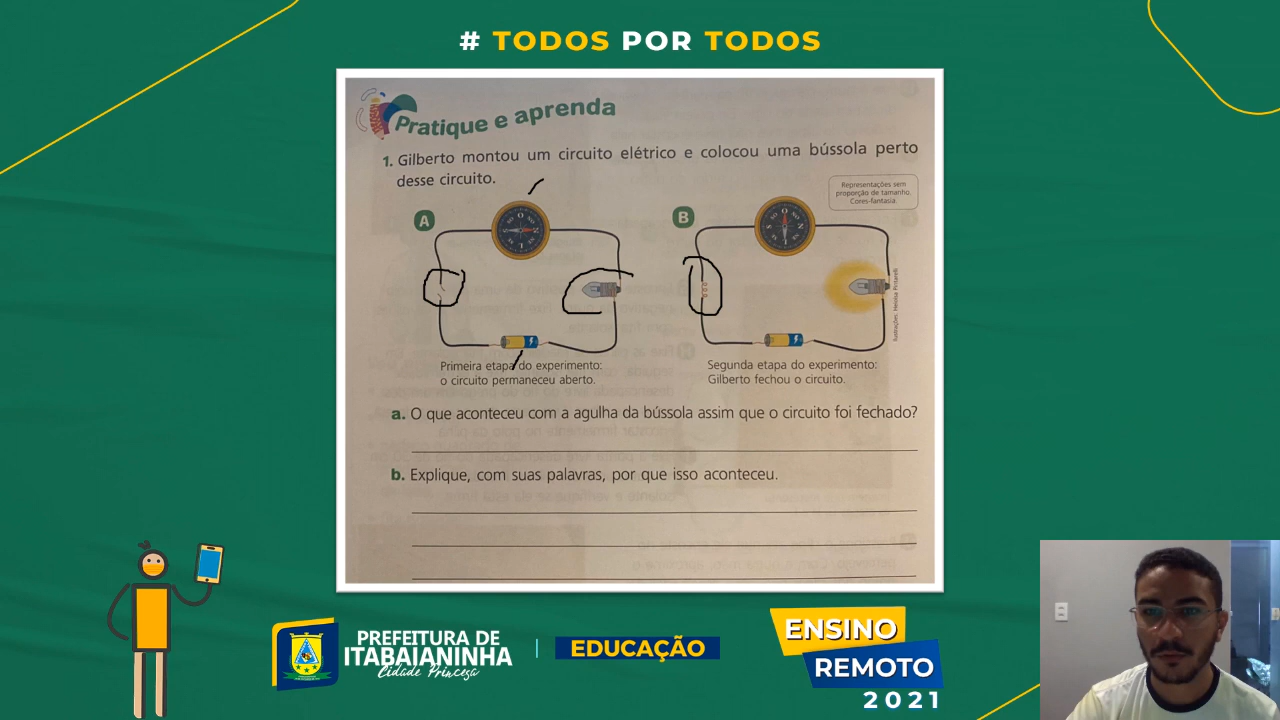 # TODOS POR TODOS
Pratique e aprenda
1. Gilberto montou um circuito elétrico e colocou uma bússola perto
desse circuito.
Representações sem
proporção de tamanho.
Cores-fantasia.
A
B
Ilustrações: Heloísa Pintarelli
Primeira etapa do experimento:
o circuito permaneceu aberto.
Segunda etapa do experimento:
Gilberto fechou o circuito.
a. O que aconteceu com a agulha da bússola assim que o circuito foi fechado?
b. Explique, com suas palavras, por que isso aconteceu.
PREFEITURA DE
ITABAIANINHA
Cidade Princesa
EDUCAÇÃO
ENSINO
REMOTO
2021